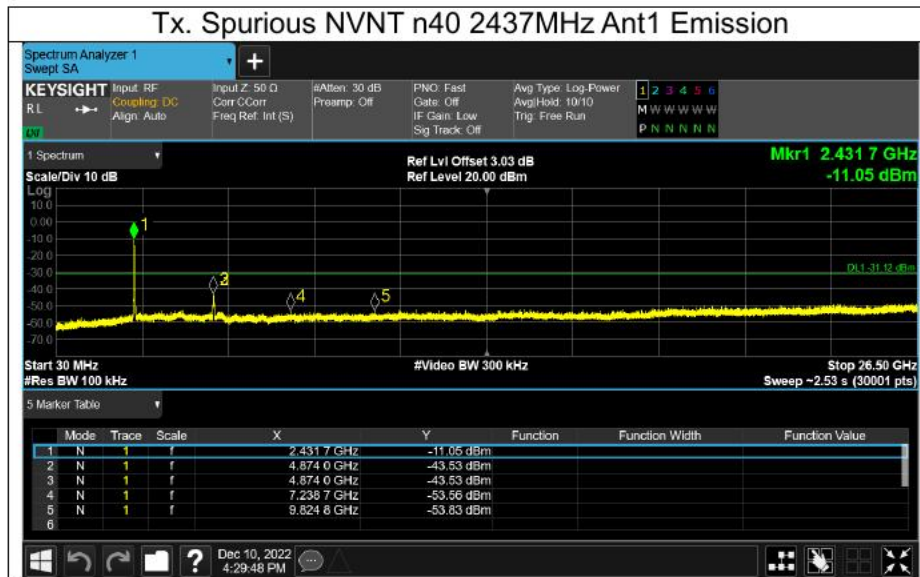 Tx. Spurious NVNT n40 2437MHz Ant1 Emission
Spectrum Analyzer 1
Swept SA
+
KEYSIGHT
RL
LXI
Input: RF
Coupling: DC
Align: Auto
Input Z: 50 Ω
Corr CCorr
Freq Ref: Int (S)
#Atten: 30 dB
Preamp: Off
PNO: Fast
Gate: Off
IF Gain: Low
Sig Track: Off
Avg Type: Log-Power
Avg|Hold: 10/10
Trig: Free Run
1 2 3 4 5 6
M W W W W W
P N N N N N
1 Spectrum
Scale/Div 10 dB
Ref Lvl Offset 3.03 dB
Ref Level 20.00 dBm
Mkr1 2.431 7 GHz
-11.05 dBm
Log
10.0
0.00
-10.0
-20.0
-30.0
-40.0
-50.0
-60.0
-70.0
1
4
5
DL1 -31.12 dBm
Start 30 MHz
#Res BW 100 kHz
#Video BW 300 kHz
Stop 26.50 GHz
Sweep ~2.53 s (30001 pts)
5 Marker Table
Mode Trace Scale X Y Function Function Width Function Value
1 N 1 f 2.431 7 GHz -11.05 dBm
2 N 1 f 4.874 0 GHz -43.53 dBm
3 N 1 f 4.874 0 GHz -43.53 dBm
4 N 1 f 7.238 7 GHz -53.56 dBm
5 N 1 f 9.824 8 GHz -53.83 dBm
6
?
Dec 10, 2022
4:29:48 PM